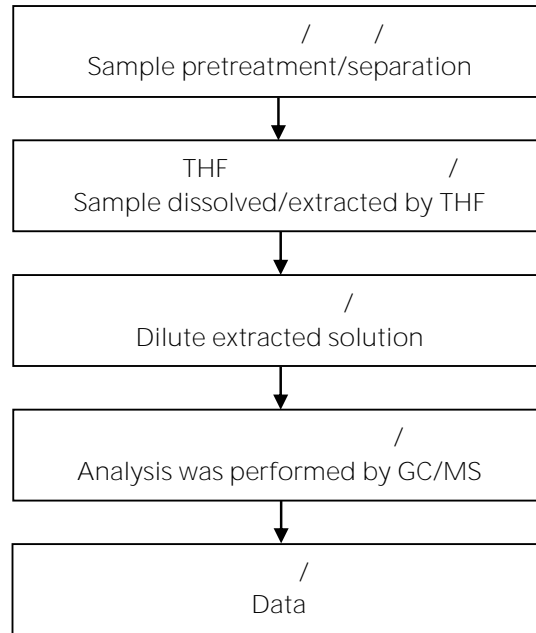 / /
Sample pretreatment/separation
THF /
Sample dissolved/extracted by THF
/
Dilute extracted solution
/
Analysis was performed by GC/MS
/
Data